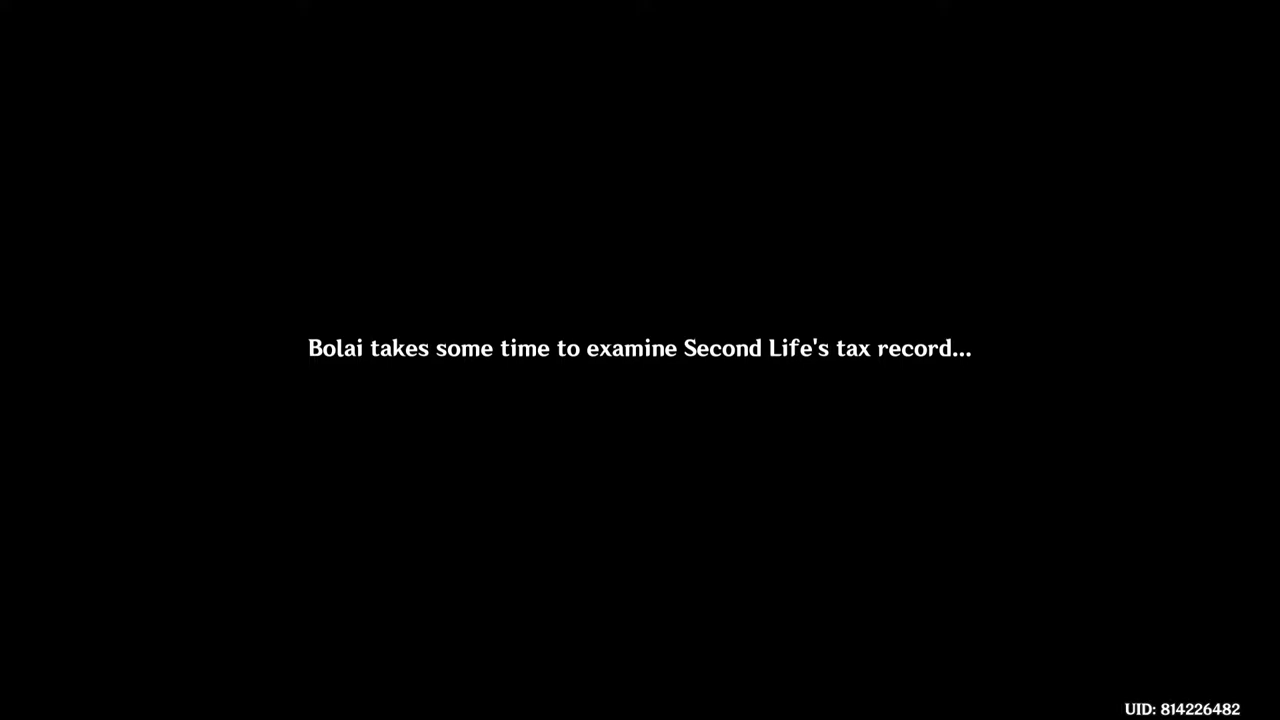 Bolai takes some time to examine Second Life's tax record...
UID: 814226482